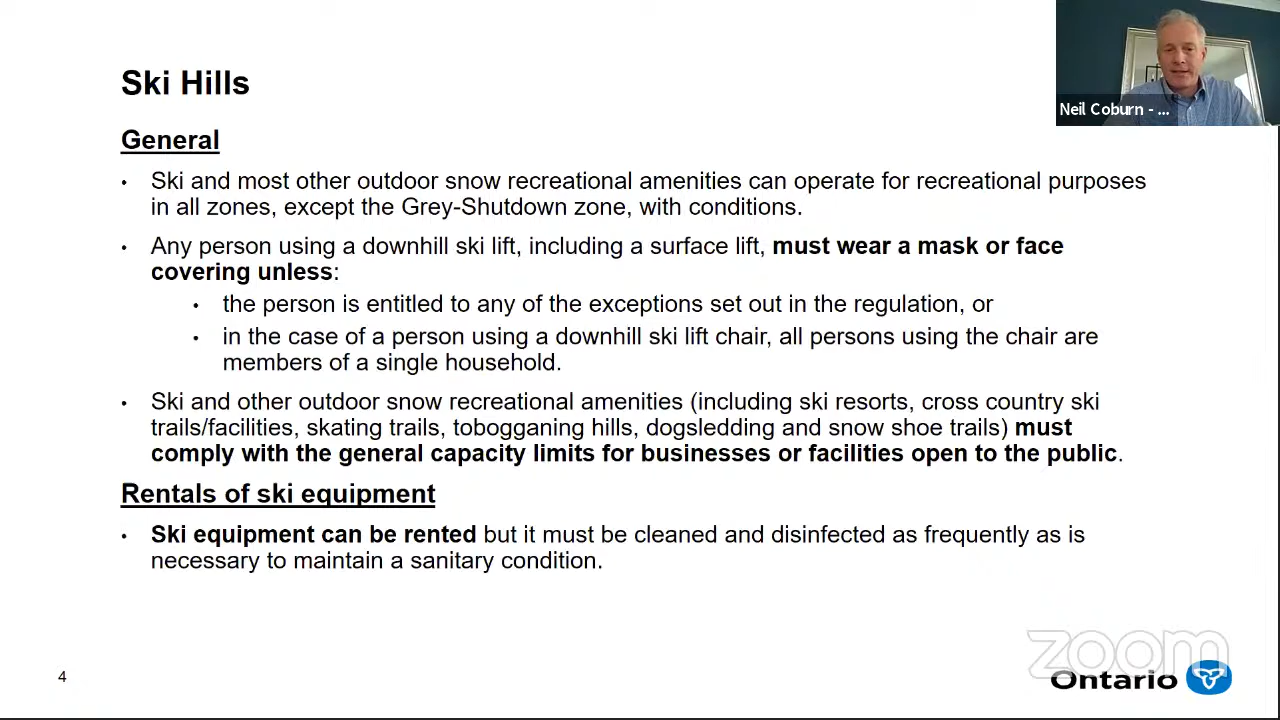 Ski Hills
Neil Coburn - ...
General
• Ski and most other outdoor snow recreational amenities can operate for recreational purposes
in all zones, except the Grey-Shutdown zone, with conditions.
• Any person using a downhill ski lift, including a surface lift, must wear a mask or face
covering unless:
• the person is entitled to any of the exceptions set out in the regulation, or
• in the case of a person using a downhill ski lift chair, all persons using the chair are
members of a single household.
• Ski and other outdoor snow recreational amenities (including ski resorts, cross country ski
trails/facilities, skating trails, tobogganing hills, dogsledding and snow shoe trails) must
comply with the general capacity limits for businesses or facilities open to the public.
Rentals of ski equipment
• Ski equipment can be rented but it must be cleaned and disinfected as frequently as is
necessary to maintain a sanitary condition.
zoom
4
Ontario